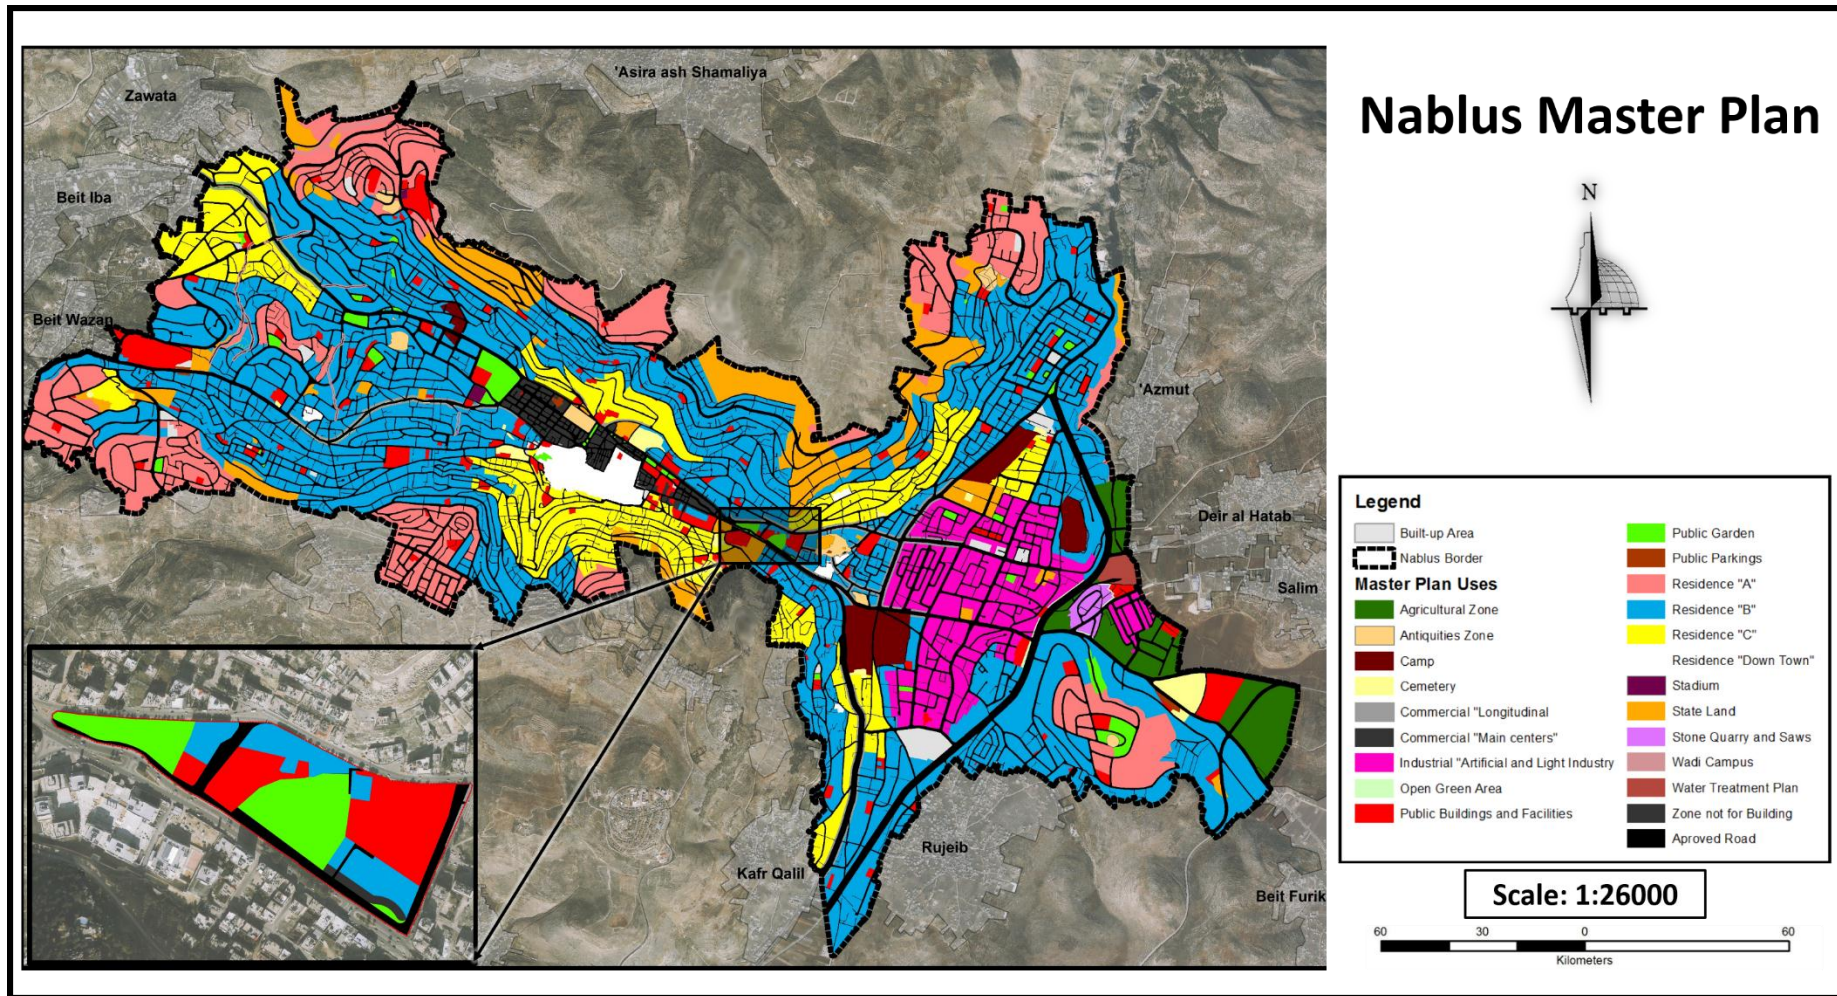 Nablus Master Plan
N
'Asira ash Shamaliya
Zawata
Beit Iba
Beit Wazan
'Azmut
Deir al Hatab
Salim
Kafr Qalil
Rujeib
Beit Furik
Legend
Built-up Area
Nablus Border
Master Plan Uses
Agricultural Zone
Antiquities Zone
Camp
Cemetery
Commercial "Longitudinal
Commercial "Main centers"
Industrial "Artificial and Light Industry
Open Green Area
Public Buildings and Facilities
Public Garden
Public Parkings
Residence "A"
Residence "B"
Residence "C"
Residence "Down Town"
Stadium
State Land
Stone Quarry and Saws
Wadi Campus
Water Treatment Plan
Zone not for Building
Aproved Road
Scale: 1:26000
60 30 0 60
Kilometers